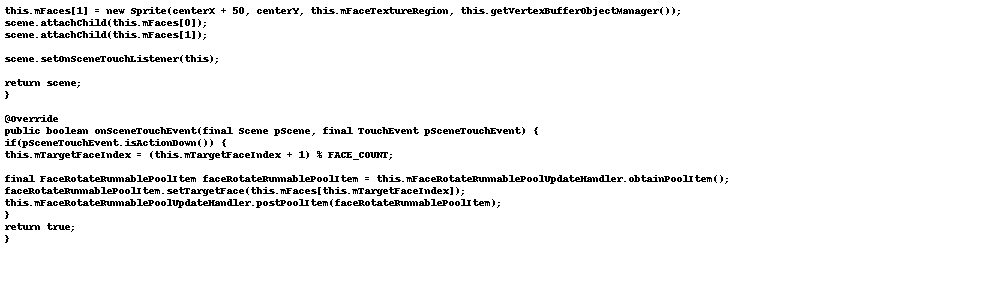 this.mFaces[1] = new Sprite(centerX + 50, centerY, this.mFaceTextureRegion, this.getVertexBufferObjectManager());
scene.attachChild(this.mFaces[0]);
scene.attachChild(this.mFaces[1]);
scene.setOnSceneTouchListener(this);
return scene;
}
@Override
public boolean onSceneTouchEvent(final Scene pScene, final TouchEvent pSceneTouchEvent) {
if(pSceneTouchEvent.isActionDown()) {
this.mTargetFaceIndex = (this.mTargetFaceIndex + 1) % FACE_COUNT;
final FaceRotateRunnablePoolItem faceRotateRunnablePoolItem = this.mFaceRotateRunnablePoolUpdateHandler.obtainPoolItem();
faceRotateRunnablePoolItem.setTargetFace(this.mFaces[this.mTargetFaceIndex]);
this.mFaceRotateRunnablePoolUpdateHandler.postPoolItem(faceRotateRunnablePoolItem);
}
return true;
}